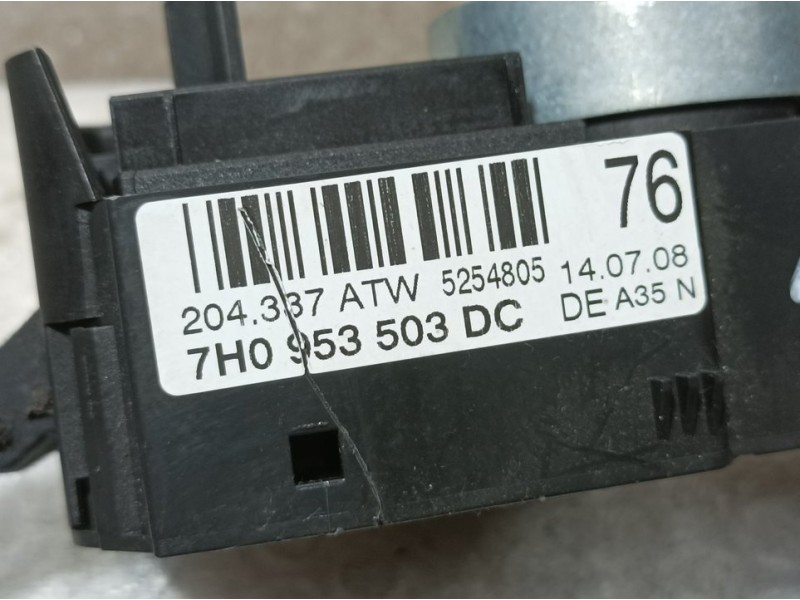 76
204.337 ATW 5254805 14.07.08
7H0 953 503 DC DE A35 N